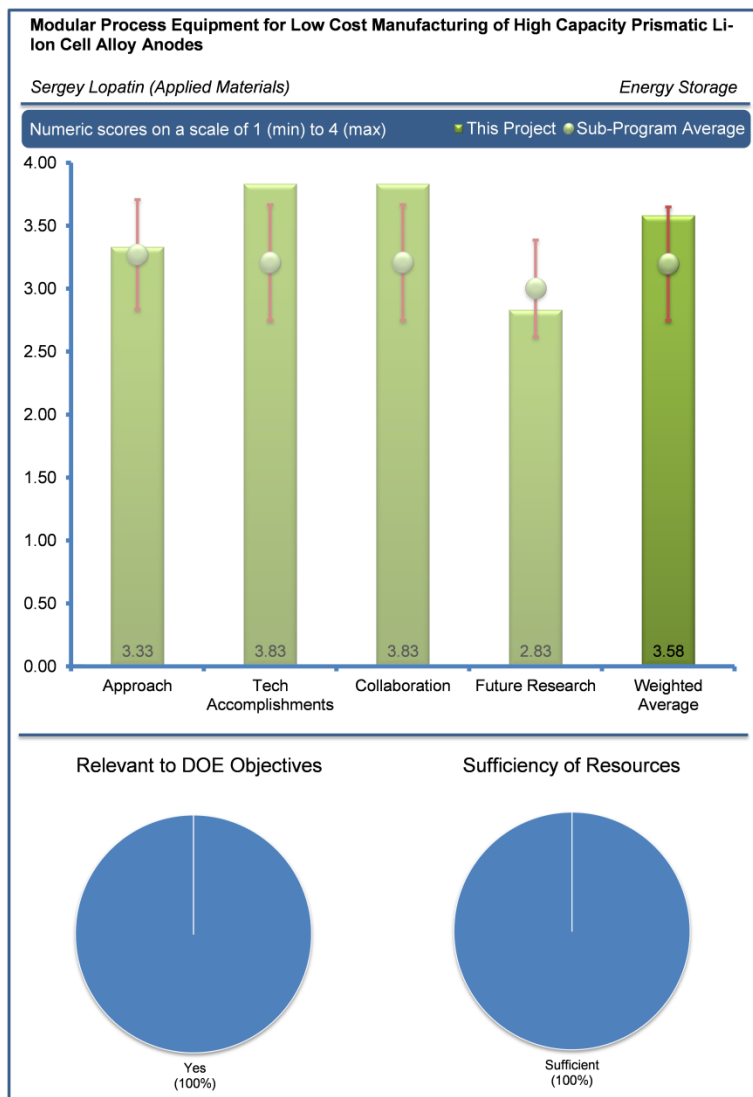 Modular Process Equipment for Low Cost Manufacturing of High Capacity Prismatic Li-
Ion Cell Alloy Anodes
Sergey Lopatin (Applied Materials) Energy Storage
Numeric scores on a scale of 1 (min) to 4 (max) This Project Sub-Program Average
4.00
3.50
3.00
2.50
2.00
1.50
1.00
0.50
0.00
3.33 3.83 3.83 2.83 3.58
Approach Tech Collaboration Future Research Weighted
Accomplishments Average
Relevant to DOE Objectives Sufficiency of Resources
Yes Sufficient
(100%) (100%)